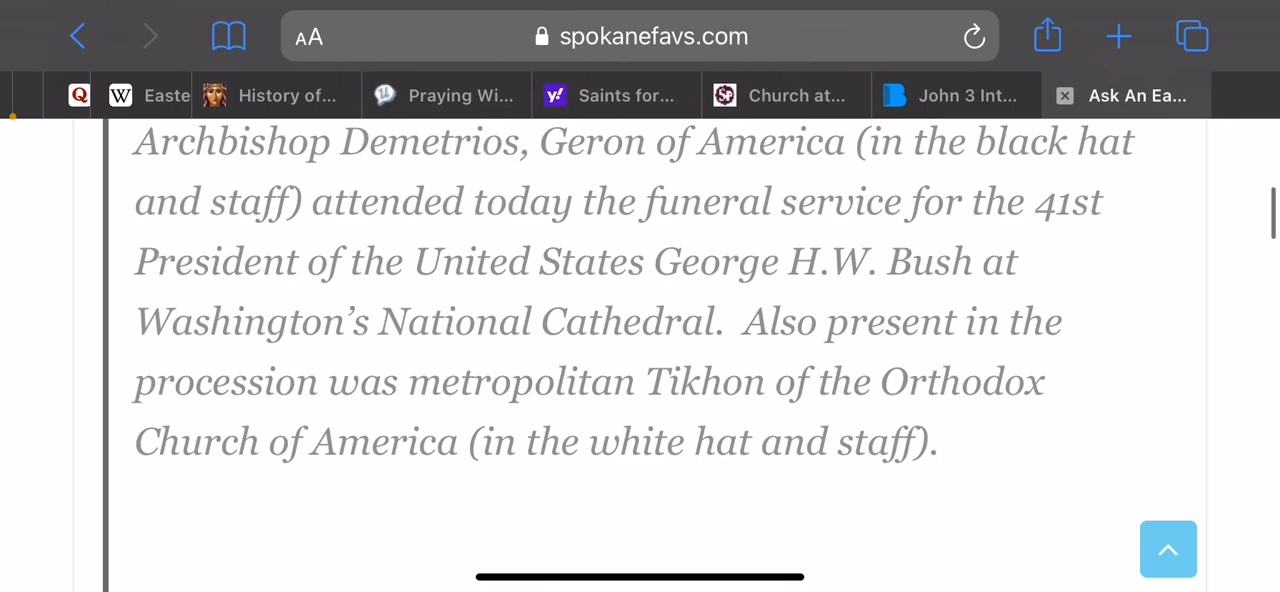 AA spokanefavs.com
Q W Easte History of... Praying Wi... y! Saints for... SP Church at... John 3 Int... Ask An Ea...
Archbishop Demetrios, Geron of America (in the black hat
and staff) attended today the funeral service for the 41st
President of the United States George H.W. Bush at
Washington’s National Cathedral.  Also present in the
procession was metropolitan Tikhon of the Orthodox
Church of America (in the white hat and staff).